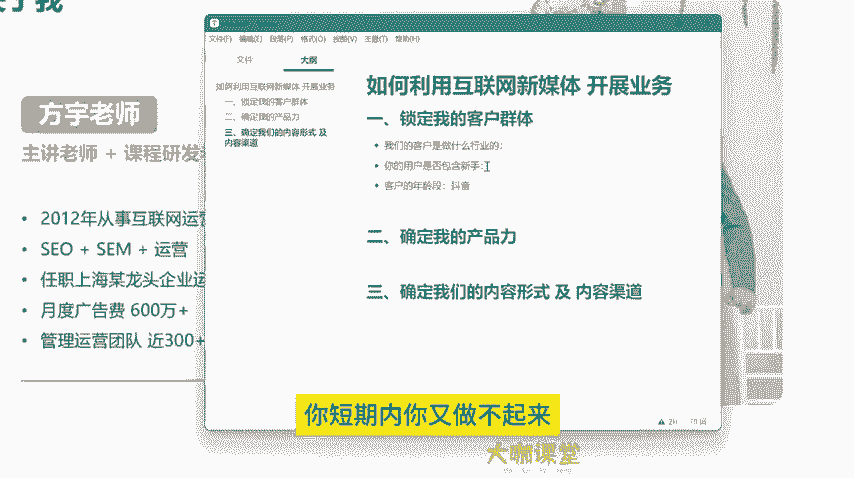 关于我
方宇老师
主讲老师 + 课程研发
2012年从事互联网运营
SEO + SEM + 运营
任职上海某龙头企业运
月度广告费 600万+
管理运营团队 近300+
文件(F) 编辑(E) 段落(P) 格式(O) 视图(V) 主题(T) 帮助(H)
文件 大纲
如何利用互联网新媒体 开展业务
一、锁定我的客户群体
二、确定我的产品力
三、确定我们的内容形式 及
内容渠道
如何利用互联网新媒体 开展业务
一、锁定我的客户群体
我们的客户是做什么行业的:
你的用户是否包含新手:
客户的年龄段：抖音
二、确定我的产品力
三、确定我们的内容形式 及 内容渠道
你短期内你又做不起来
大咖课堂